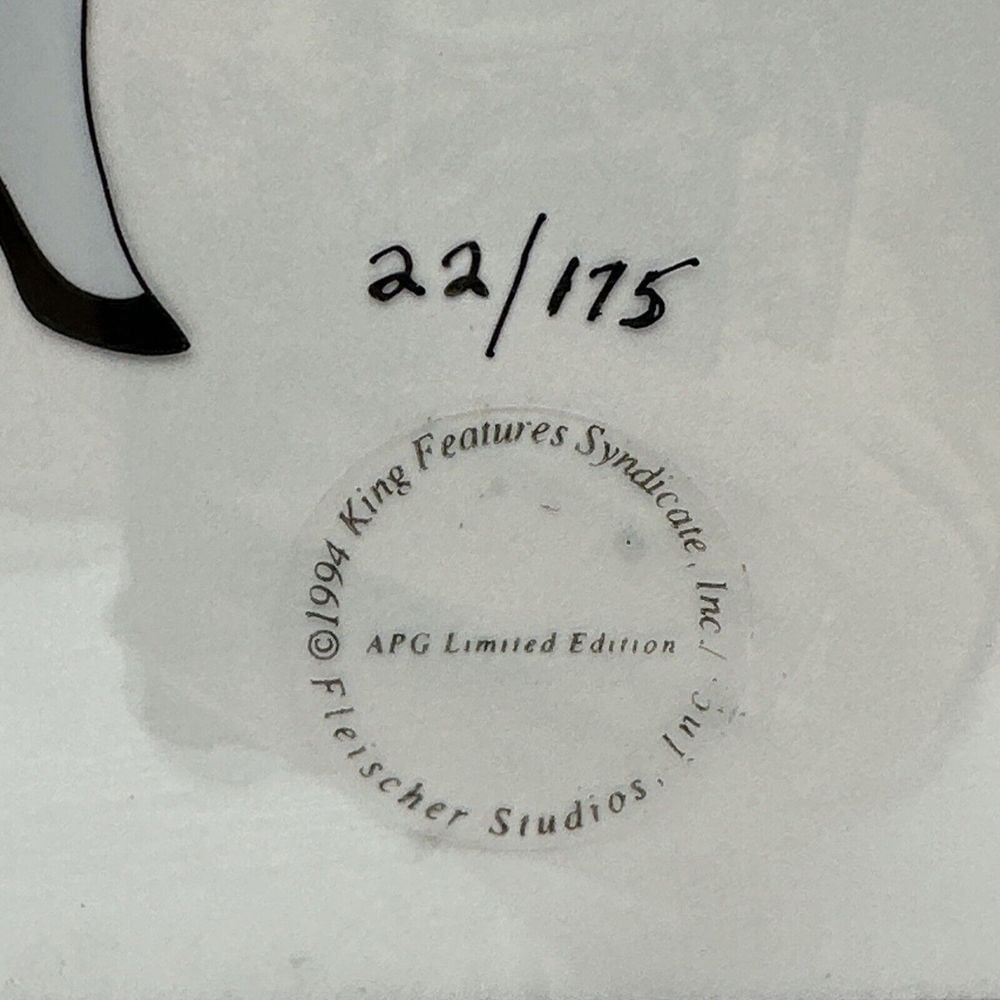 22/175
©1994 King Features Syndicate, Inc./
Fleischer Studios, Inc.
APG Limited Edition